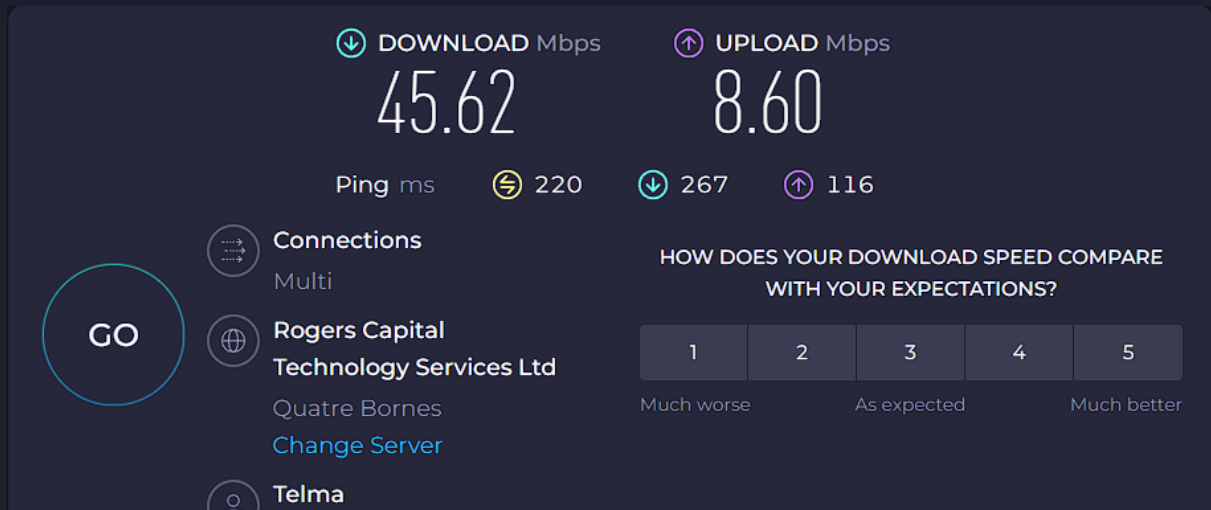 DOWNLOAD Mbps
UPLOAD Mbps
45.62
8.60
Ping ms 220 267 116
Connections
Multi
HOW DOES YOUR DOWNLOAD SPEED COMPARE
WITH YOUR EXPECTATIONS?
GO
Rogers Capital
Technology Services Ltd
Quatre Bornes
Change Server
1 2 3 4 5
Much worse As expected Much better
Telma